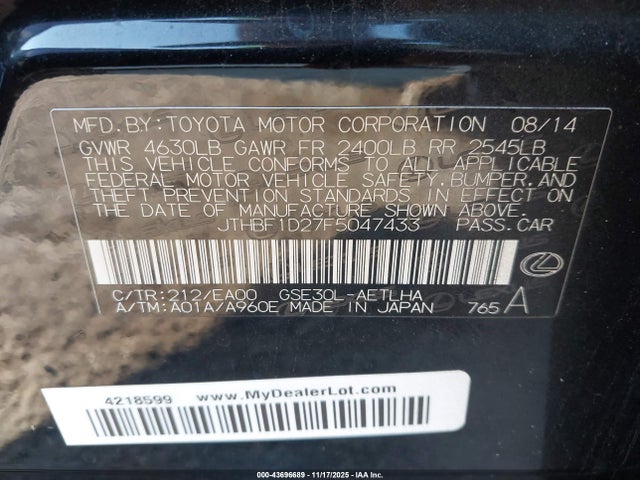 MFD.BY:TOYOTA MOTOR CORPORATION 08/14
GVWR 4630LB GAWR FR 2400LB RR 2545LB
THIS VEHICLE CONFORMS TO ALL APPLICABLE
FEDERAL MOTOR VEHICLE SAFETY,BUMPER,AND
THEFT PREVENTION STANDARDS IN EFFECT ON
THE DATE OF MANUFACTURE SHOWN ABOVE.
JTHBF1D27F5047433 PASS.CAR
C/TR:212/EA00 GSE30L-AETLHA
A/TM:A01A/A960E MADE IN JAPAN 765 A
4218599 www.MyDealerLot.com
000-43696689 - 11/17/2025 - IAA Inc.